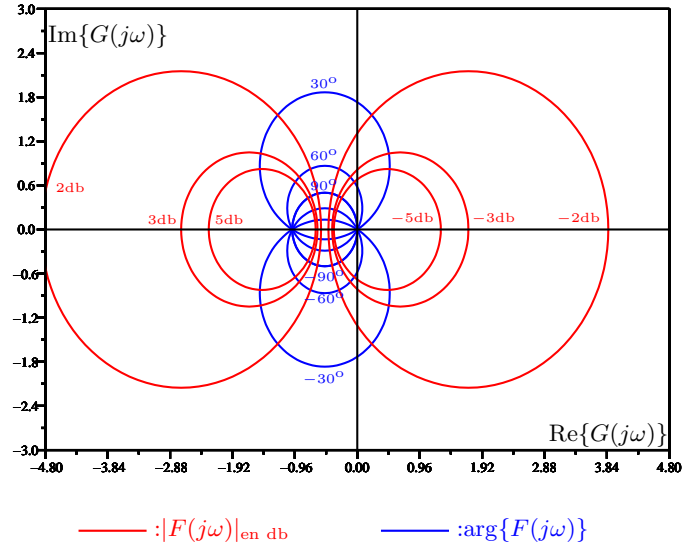 3.0
2.4
1.8
1.2
0.6
0.0
−0.6
−1.2
−1.8
−2.4
−3.0
Im{G(jω)}
30°
60°
90°
2db
3db
5db
−5db
−3db
−2db
−90°
−60°
−30°
Re{G(jω)}
−4.80 −3.84 −2.88 −1.92 −0.96 0.00 0.96 1.92 2.88 3.84 4.80
:|F(jω)|en db
:arg{F(jω)}